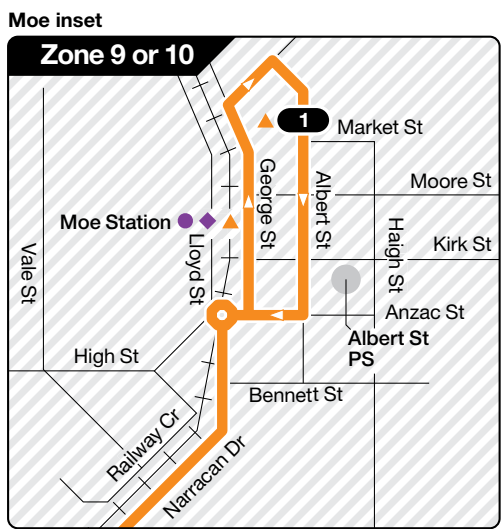 Moe inset
Zone 9 or 10
1
Market St
Moore St
George St
Albert St
Moe Station
Lloyd St
Haigh St
Kirk St
Vale St
Anzac St
Albert St
PS
High St
Bennett St
Railway Cr
Narracan Dr